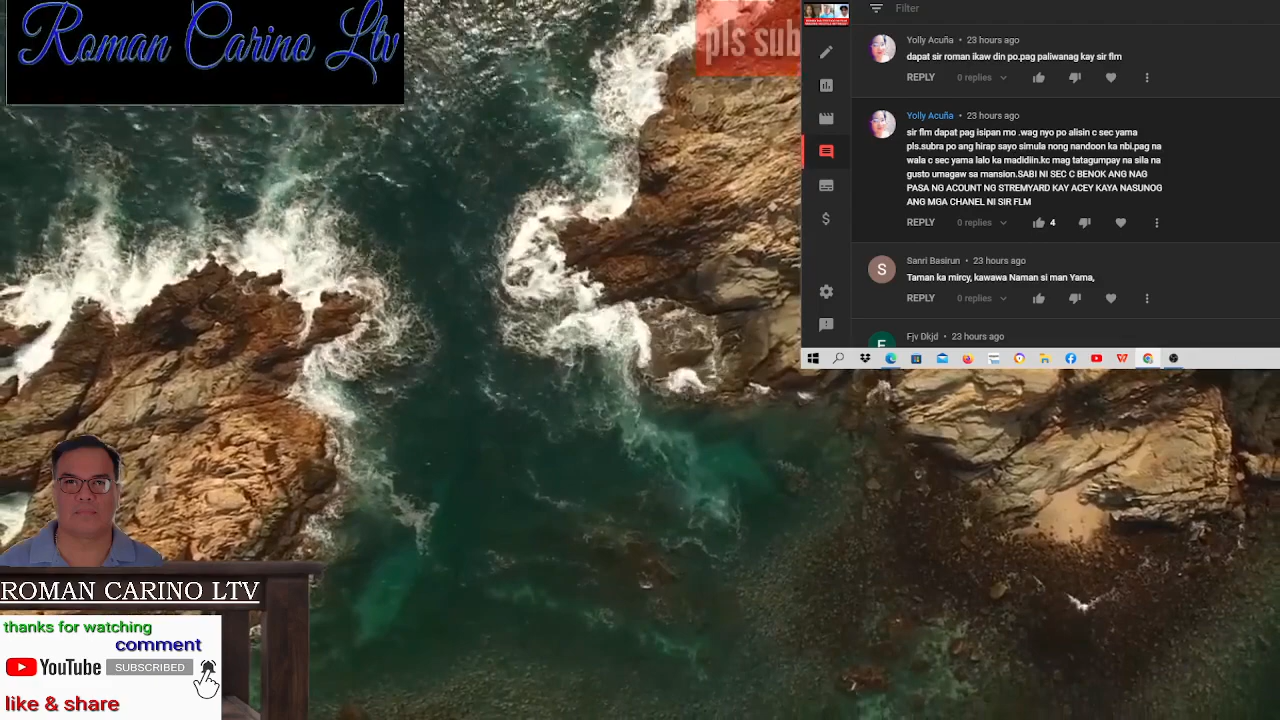 Roman Carino Ltv
pls sub
Filter
Yolly Acuña • 23 hours ago
dapat sir roman ikaw din po.pag paliwanag kay sir flm
REPLY 0 replies
Yolly Acuña • 23 hours ago
sir flm dapat pag isipan mo .wag nyo po alisin c sec yama
pls.subra po ang hirap sayo simula nong nandoon ka nbi.pag na
wala c sec yama lalo ka madidiin.kc mag tatagumpay na sila na
gusto umagaw sa mansion.SABI NI SEC C BENOK ANG NAG
PASA NG ACOUNT NG STREMYARD KAY ACEY KAYA NASUNOG
ANG MGA CHANEL NI SIR FLM
REPLY 0 replies 4
S Sanri Basirun • 23 hours ago
Taman ka mircy, kawawa Naman si man Yama,
REPLY 0 replies
F Fjv Dkjd • 23 hours ago
ROMAN CARINO LTV
thanks for watching
comment
YouTube SUBSCRIBED
like & share